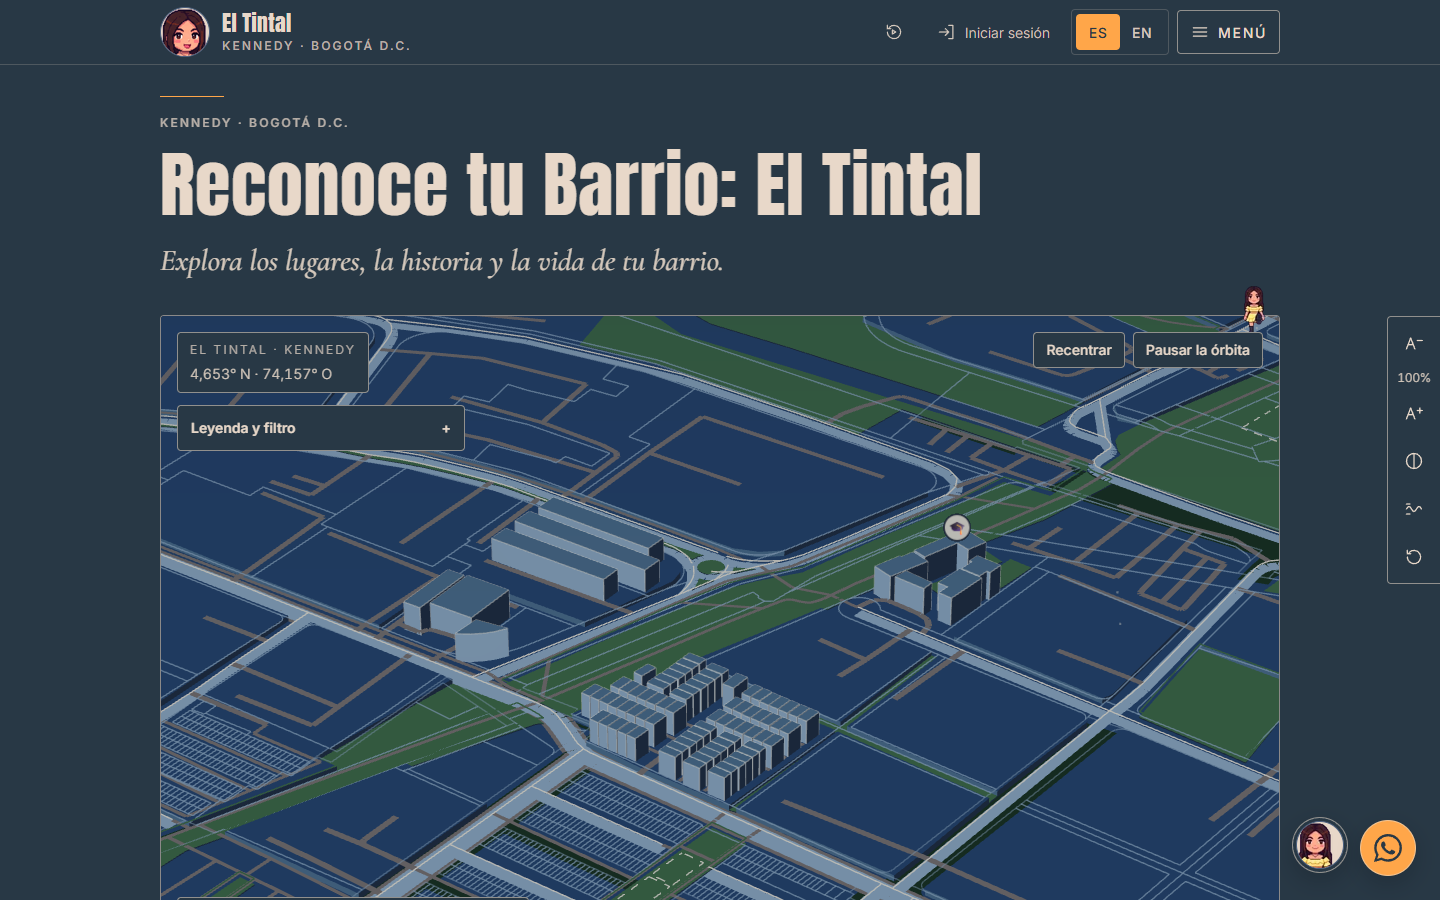 El Tintal
KENNEDY · BOGOTÁ D.C.
Iniciar sesión
ES
EN
MENÚ
KENNEDY · BOGOTÁ D.C.
Reconoce tu Barrio: El Tintal
Explora los lugares, la historia y la vida de tu barrio.
EL TINTAL · KENNEDY
4,653° N · 74,157° O
Recentrar
Pausar la órbita
Leyenda y filtro
+
A−
100%
A+